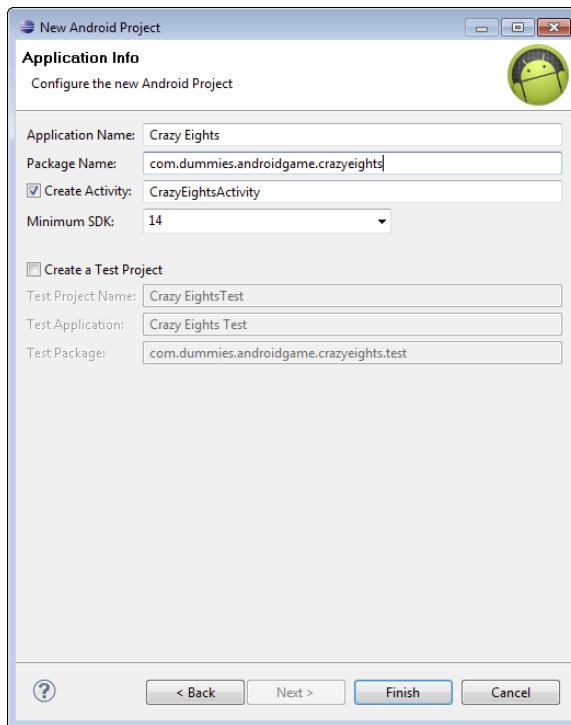 New Android Project
Application Info
Configure the new Android Project
Application Name: Crazy Eights
Package Name: com.dummies.androidgame.crazyeights
Create Activity: CrazyEightsActivity
Minimum SDK: 14
Create a Test Project
Test Project Name: Crazy EightsTest
Test Application: Crazy Eights Test
Test Package: com.dummies.androidgame.crazyeights.test
? < Back Next > Finish Cancel